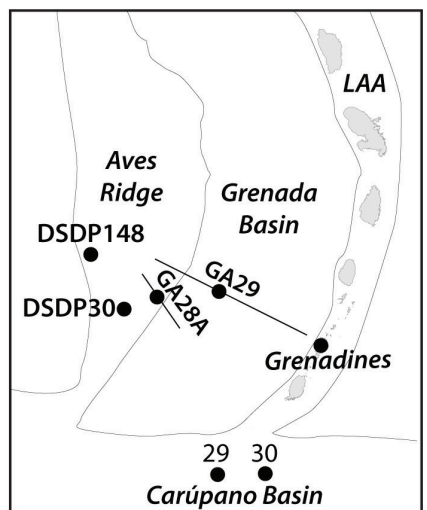 LAA
Aves
Ridge
Grenada
Basin
DSDP148
GA29
GA28A
DSDP30
Grenadines
29 30
Carúpano Basin